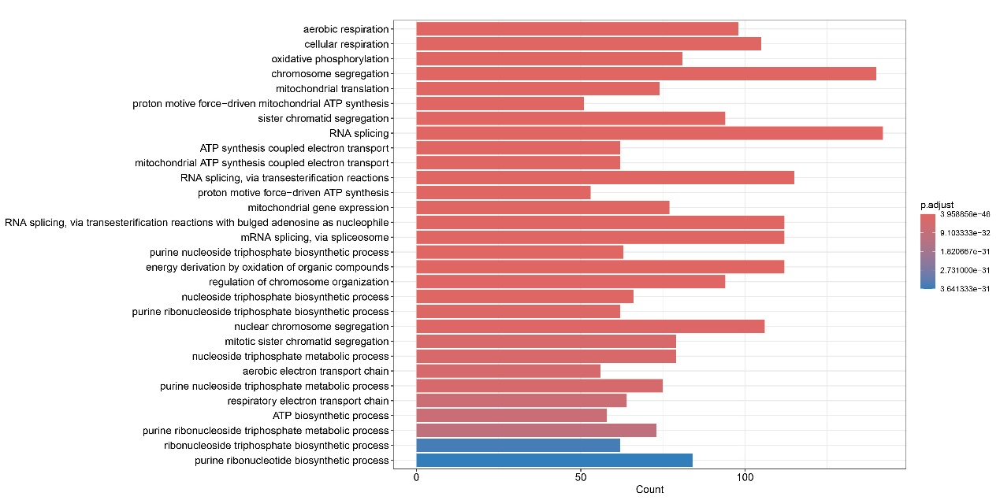 aerobic respiration
cellular respiration
oxidative phosphorylation
chromosome segregation
mitochondrial translation
proton motive force−driven mitochondrial ATP synthesis
sister chromatid segregation
RNA splicing
ATP synthesis coupled electron transport
mitochondrial ATP synthesis coupled electron transport
RNA splicing, via transesterification reactions
proton motive force−driven ATP synthesis
mitochondrial gene expression
RNA splicing, via transesterification reactions with bulged adenosine as nucleophile
mRNA splicing, via spliceosome
purine nucleoside triphosphate biosynthetic process
energy derivation by oxidation of organic compounds
regulation of chromosome organization
nucleoside triphosphate biosynthetic process
purine ribonucleoside triphosphate biosynthetic process
nuclear chromosome segregation
mitotic sister chromatid segregation
nucleoside triphosphate metabolic process
aerobic electron transport chain
purine nucleoside triphosphate metabolic process
respiratory electron transport chain
ATP biosynthetic process
purine ribonucleoside triphosphate metabolic process
ribonucleoside triphosphate biosynthetic process
purine ribonucleotide biosynthetic process
0 50 100
Count
p.adjust
3.958856e−46
9.103333e−32
1.820667e−31
2.731000e−31
3.641333e−31